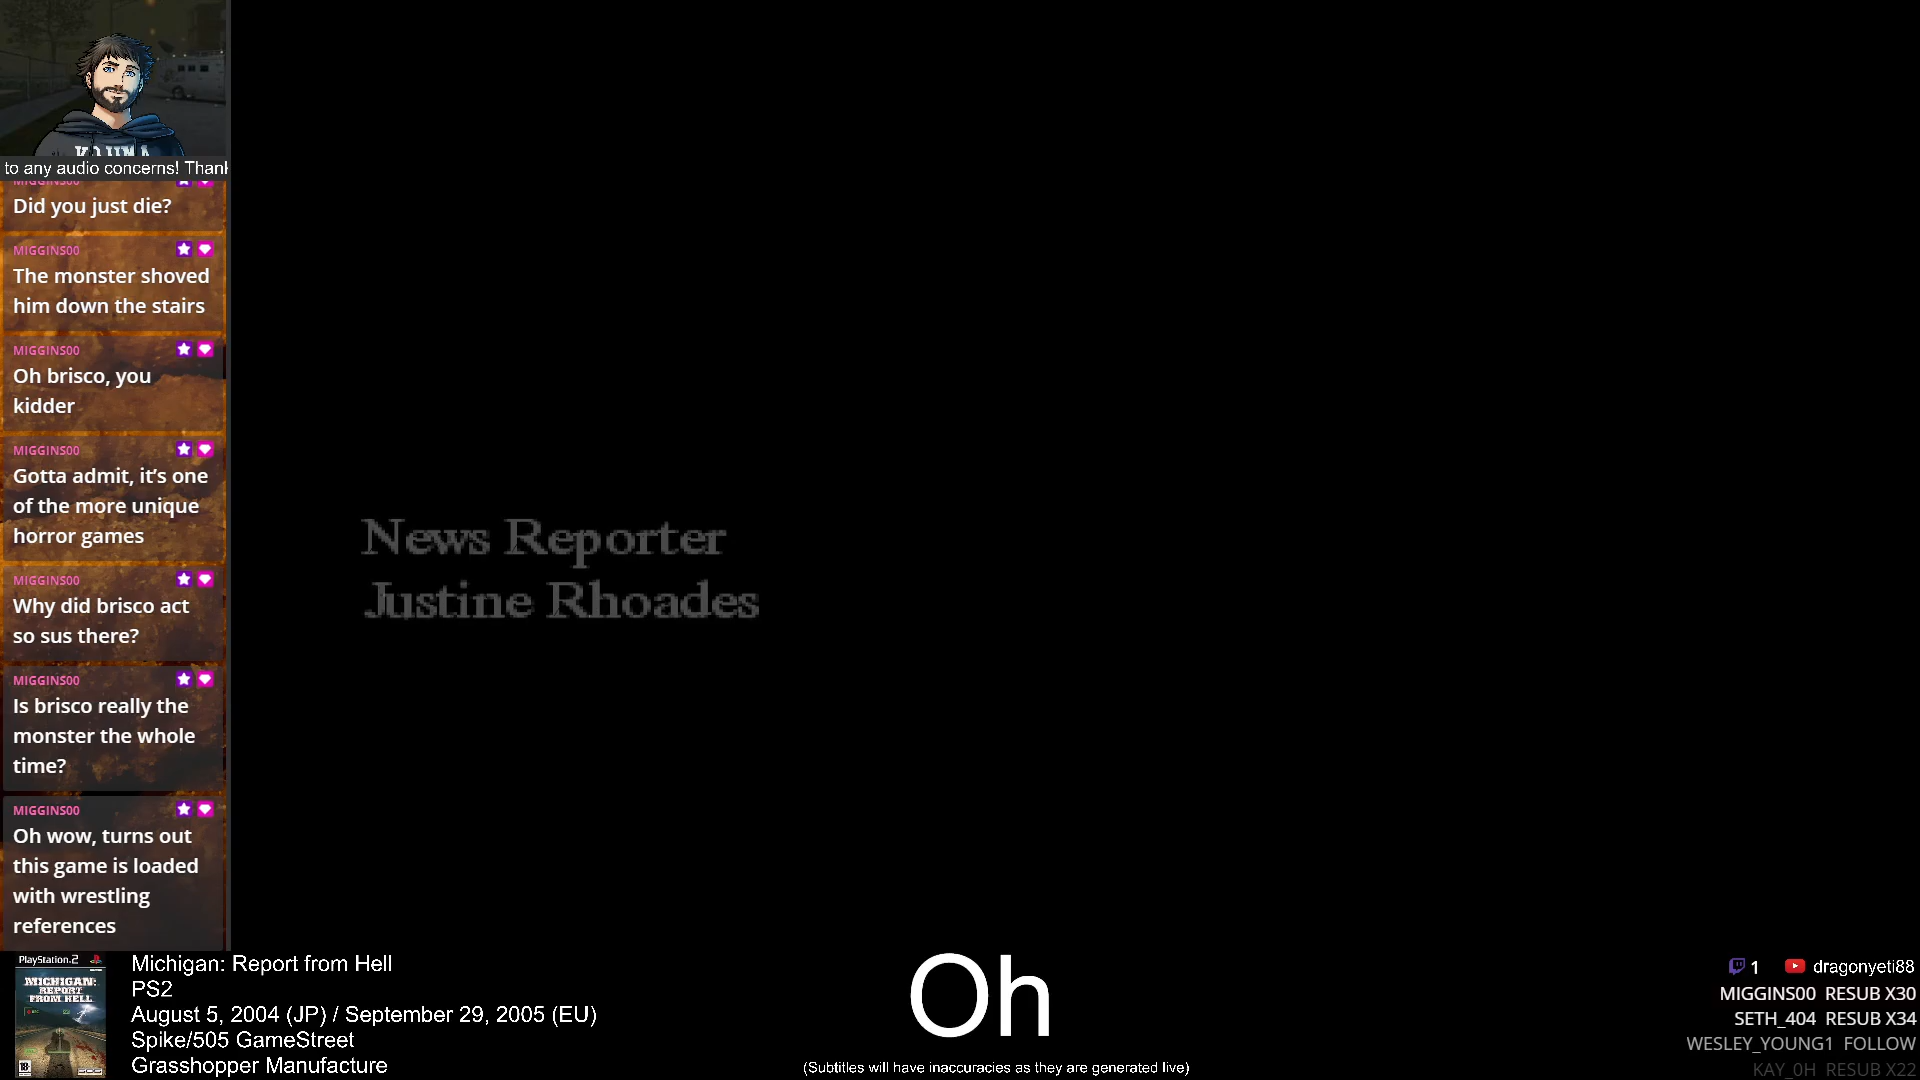 to any audio concerns! Thank
MIGGINS00
Did you just die?
MIGGINS00
The monster shoved
him down the stairs
MIGGINS00
Oh brisco, you
kidder
MIGGINS00
Gotta admit, it's one
of the more unique
horror games
MIGGINS00
Why did brisco act
so sus there?
MIGGINS00
Is brisco really the
monster the whole
time?
MIGGINS00
Oh wow, turns out
this game is loaded
with wrestling
references
News Reporter
Justine Rhoades
PlayStation.2
MICHIGAN:
REPORT
FROM HELL
18
Michigan: Report from Hell
PS2
August 5, 2004 (JP) / September 29, 2005 (EU)
Spike/505 GameStreet
Grasshopper Manufacture
Oh
(Subtitles will have inaccuracies as they are generated live)
1 dragonyeti88
MIGGINS00 RESUB X30
SETH_404 RESUB X34
WESLEY_YOUNG1 FOLLOW
KAY_0H RESUB X22